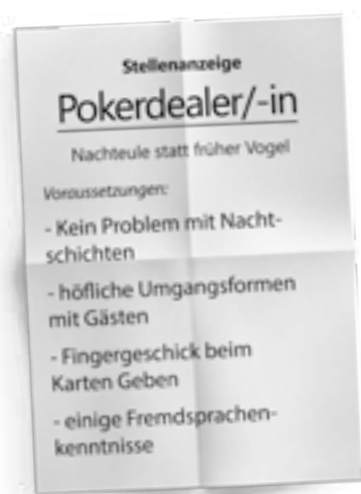 Stellenanzeige
Pokerdealer/-in
Nachteule statt früher Vogel
Voraussetzungen:
- Kein Problem mit Nacht-
schichten
- höfliche Umgangsformen
mit Gästen
- Fingergeschick beim
Karten Geben
- einige Fremdsprachen-
kenntnisse